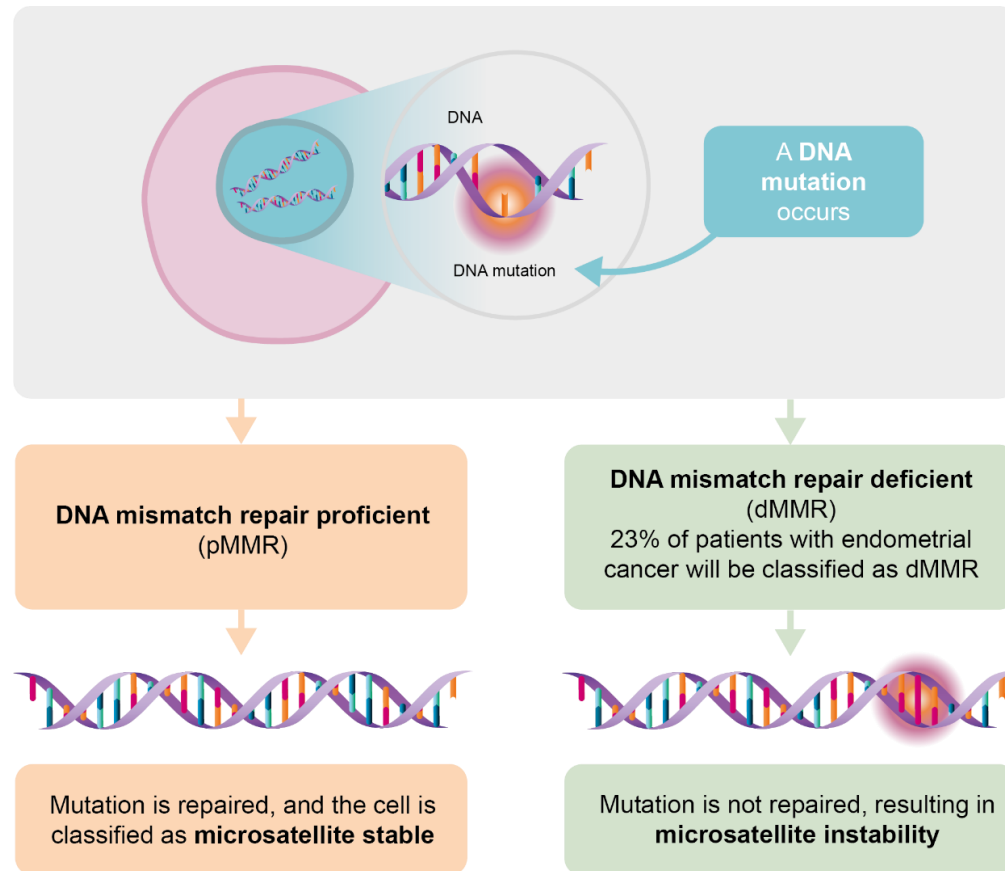 DNA
DNA mutation
A DNA
mutation
occurs
DNA mismatch repair proficient
(pMMR)
DNA mismatch repair deficient
(dMMR)
23% of patients with endometrial
cancer will be classified as dMMR
Mutation is repaired, and the cell is
classified as microsatellite stable
Mutation is not repaired, resulting in
microsatellite instability